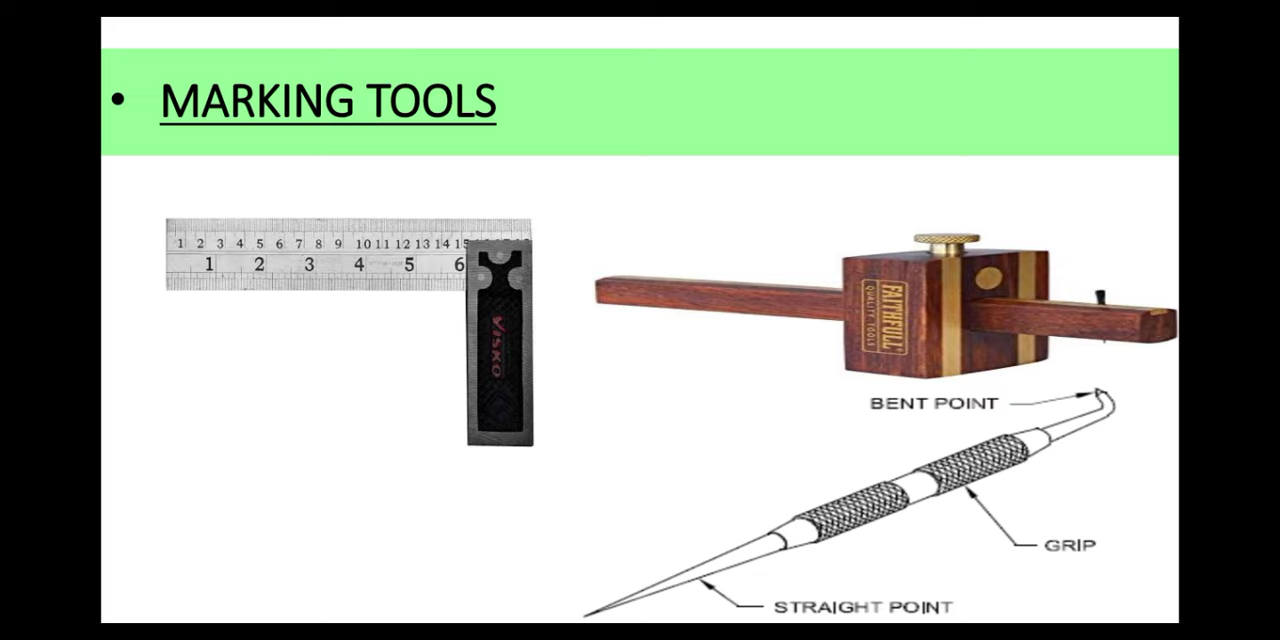 • MARKING TOOLS
1 2 3 4 5 6 7 8 9 10 11 12 13 14 15
1 2 3 4 5 6
VISKO
FAITHFULL
QUALITY TOOLS
BENT POINT
GRIP
STRAIGHT POINT